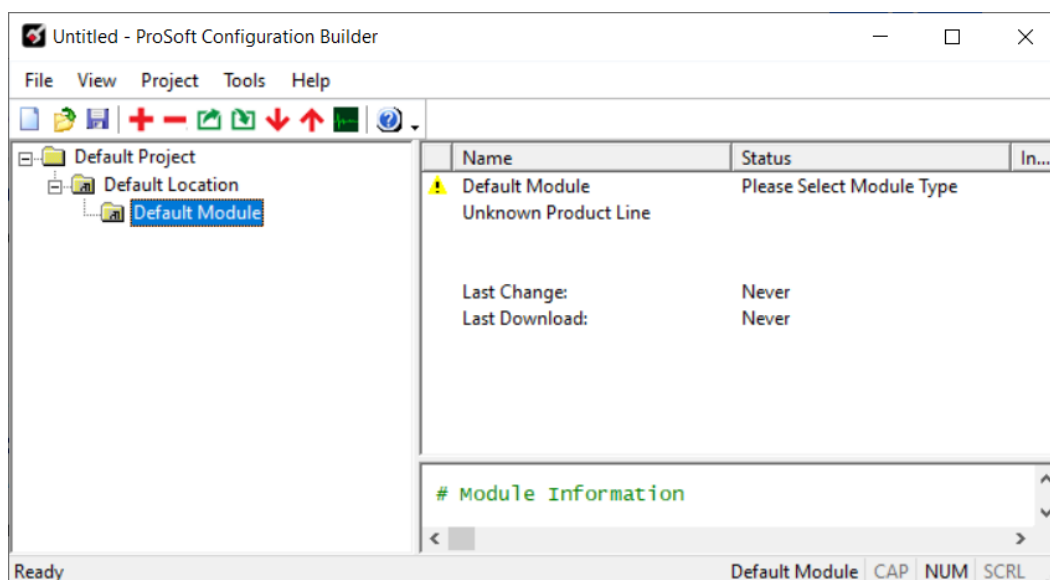 Untitled - ProSoft Configuration Builder
File View Project Tools Help
Default Project
Default Location
Default Module
Name Status In...
Default Module Please Select Module Type
Unknown Product Line
Last Change: Never
Last Download: Never
# Module Information
Ready Default Module CAP NUM SCRL